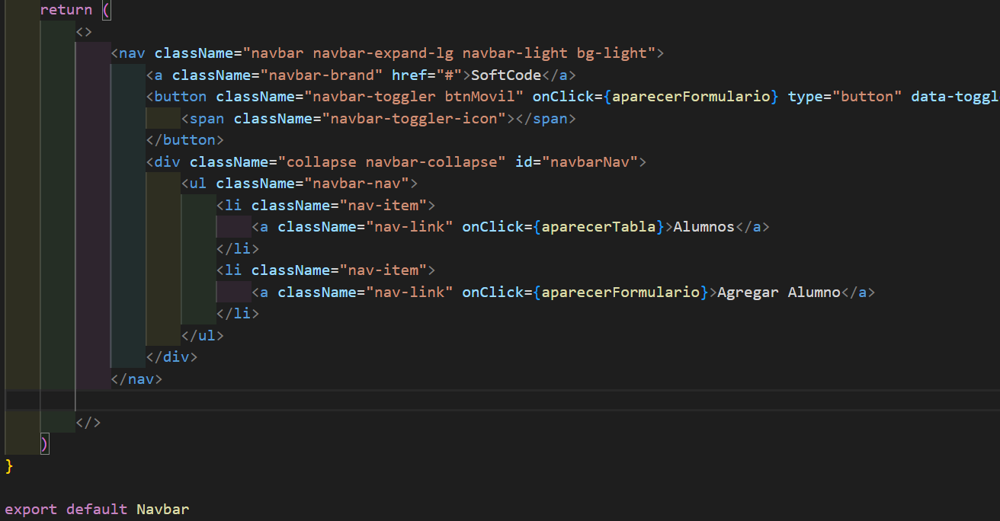 return (
<>
<nav className="navbar navbar-expand-lg navbar-light bg-light">
<a className="navbar-brand" href="#">SoftCode</a>
<button className="navbar-toggler btnMovil" onClick={aparecerFormulario} type="button" data-toggl
<span className="navbar-toggler-icon"></span>
</button>
<div className="collapse navbar-collapse" id="navbarNav">
<ul className="navbar-nav">
<li className="nav-item">
<a className="nav-link" onClick={aparecerTabla}>Alumnos</a>
</li>
<li className="nav-item">
<a className="nav-link" onClick={aparecerFormulario}>Agregar Alumno</a>
</li>
</ul>
</div>
</nav>
</>
)
}
export default Navbar